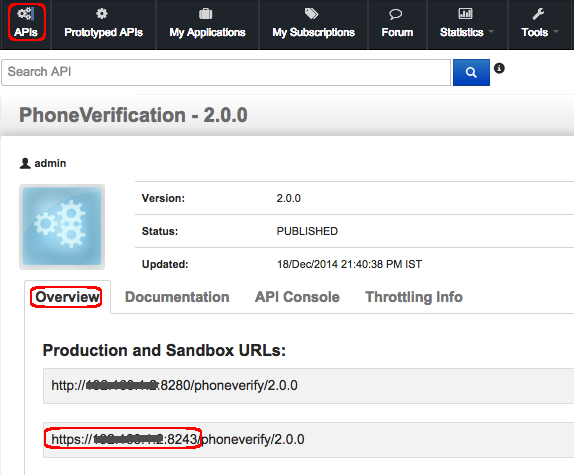 APIs Prototyped APIs My Applications My Subscriptions Forum Statistics Tools
Search API
PhoneVerification - 2.0.0
admin
Version: 2.0.0
Status: PUBLISHED
Updated: 18/Dec/2014 21:40:38 PM IST
Overview Documentation API Console Throttling Info
Production and Sandbox URLs:
http:// :8280/phoneverify/2.0.0
https:// :8243/phoneverify/2.0.0